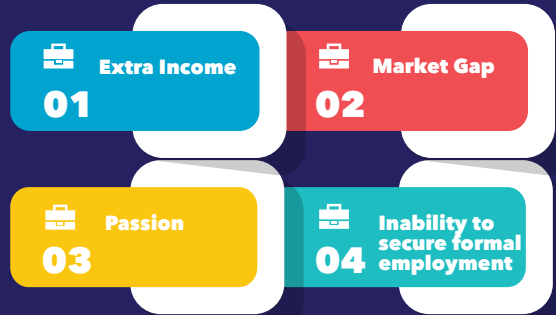 Extra Income
01
Market Gap
02
Passion
03
Inability to
secure formal
employment
04